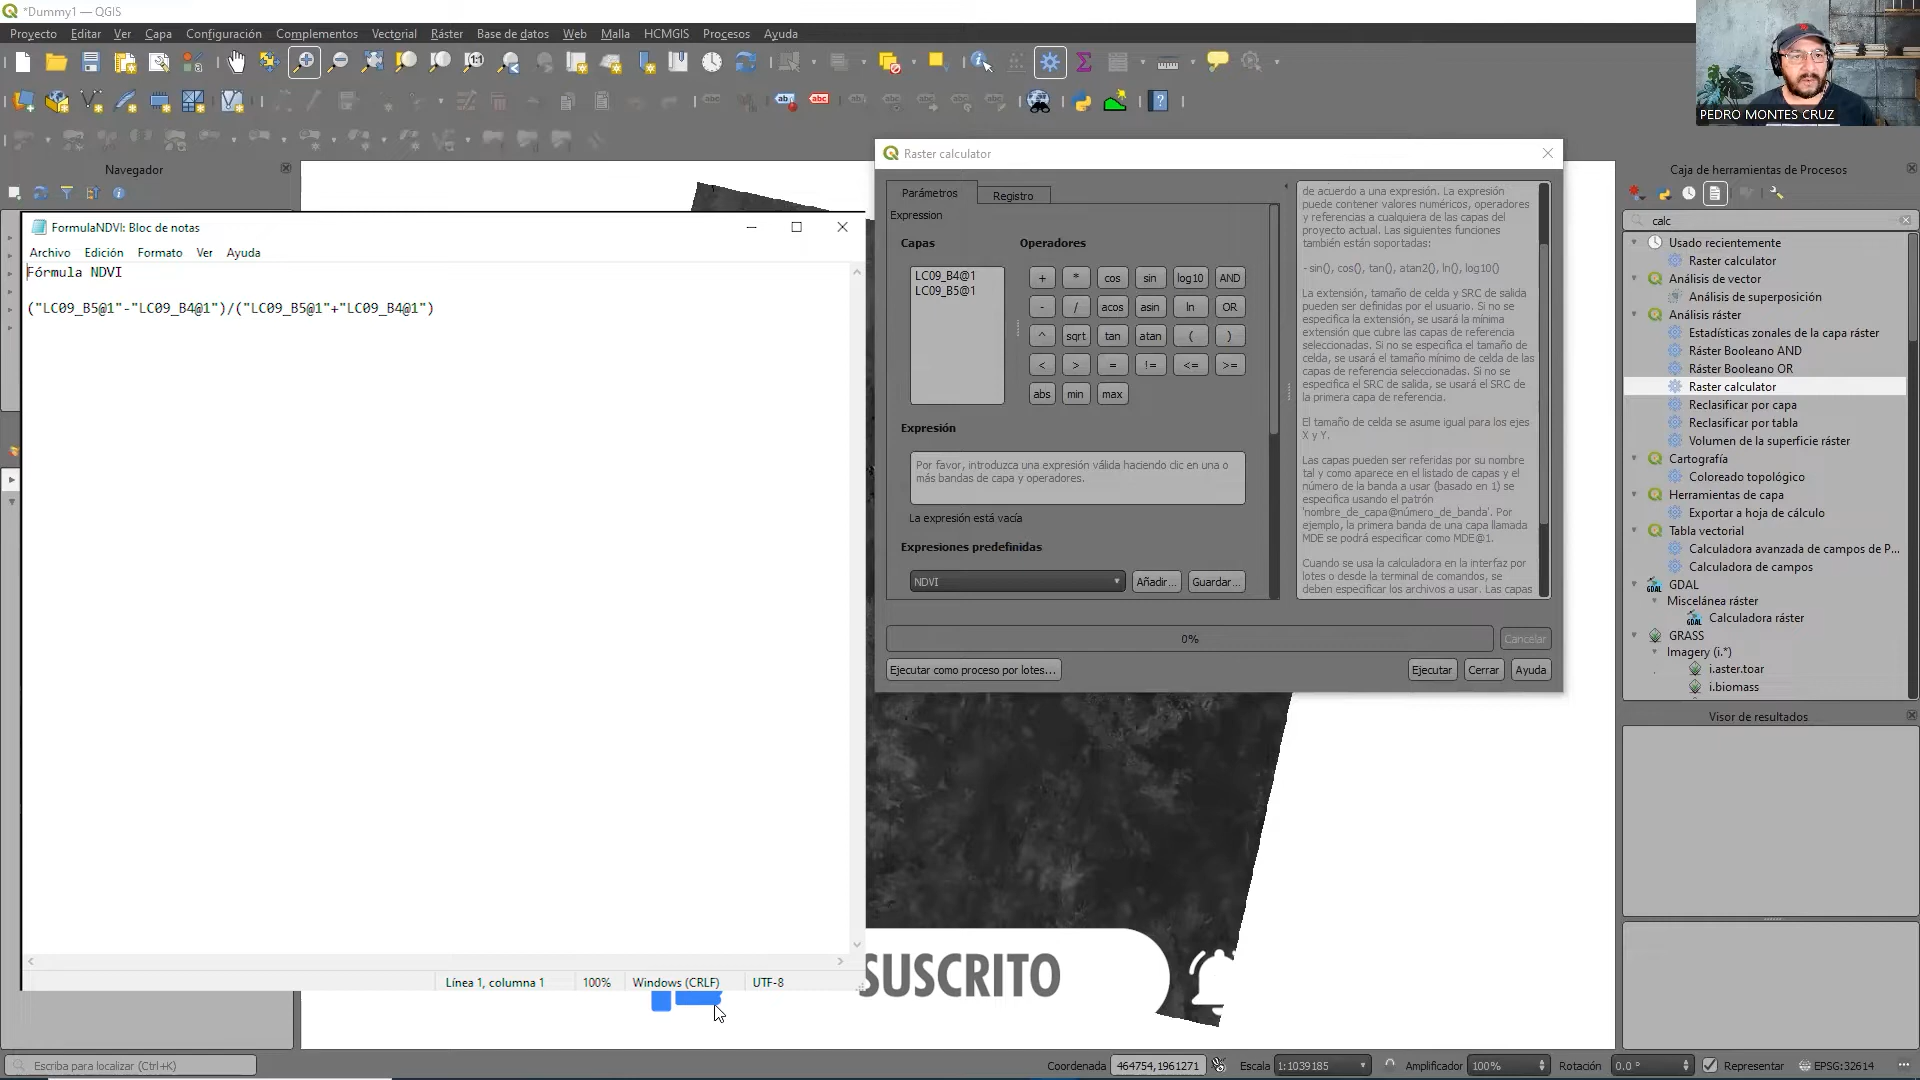 *Dummy1 — QGIS
Proyecto Editar Ver Capa Configuración Complementos Vectorial Ráster Base de datos Web Malla HCMGIS Procesos Ayuda
PEDRO MONTES CRUZ
Navegador
FormulaNDVI: Bloc de notas
Archivo Edición Formato Ver Ayuda
Fórmula NDVI
("LC09_B5@1"-"LC09_B4@1")/("LC09_B5@1"+"LC09_B4@1")
Línea 1, columna 1 100% Windows (CRLF) UTF-8
Raster calculator
Parámetros Registro
Expression
Capas Operadores
LC09_B4@1
LC09_B5@1
+ * cos sin log10 AND
- / acos asin ln OR
^ sqrt tan atan ( )
< > = != <= >=
abs min max
Expresión
Por favor, introduzca una expresión válida haciendo clic en una o
más bandas de capa y operadores.
La expresión está vacía
Expresiones predefinidas
NDVI Añadir... Guardar...
de acuerdo a una expresión. La expresión
puede contener valores numéricos, operadores
y referencias a cualquiera de las capas del
proyecto actual. Las siguientes funciones
también están soportadas:
- sin(), cos(), tan(), atan2(), ln(), log10()
La extensión, tamaño de celda y SRC de salida
pueden ser definidas por el usuario. Si no se
especifica la extensión, se usará la mínima
extensión que cubre las capas de referencia
seleccionadas. Si no se especifica el tamaño de
celda, se usará el tamaño mínimo de celda de las
capas de referencia seleccionadas. Si no se
especifica el SRC de salida, se usará el SRC de
la primera capa de referencia.
El tamaño de celda se asume igual para los ejes
X y Y.
Las capas pueden ser referidas por su nombre
tal y como aparece en el listado de capas y el
número de la banda a usar (basado en 1) se
especifica usando el patrón
'nombre_de_capa@número_de_banda'. Por
ejemplo, la primera banda de una capa llamada
MDE se podrá especificar como MDE@1.
Cuando se usa la calculadora en la interfaz por
lotes o desde la terminal de comandos, se
deben especificar los archivos a usar. Las capas
0% Cancelar
Ejecutar como proceso por lotes... Ejecutar Cerrar Ayuda
Caja de herramientas de Procesos
calc
Usado recientemente
Raster calculator
Análisis de vector
Análisis de superposición
Análisis ráster
Estadísticas zonales de la capa ráster
Ráster Booleano AND
Ráster Booleano OR
Raster calculator
Reclasificar por capa
Reclasificar por tabla
Volumen de la superficie ráster
Cartografía
Coloreado topológico
Herramientas de capa
Exportar a hoja de cálculo
Tabla vectorial
Calculadora avanzada de campos de P...
Calculadora de campos
GDAL
Miscelánea ráster
Calculadora ráster
GRASS
Imagery (i.*)
i.aster.toar
i.biomass
Visor de resultados
SUSCRITO
Escriba para localizar (Ctrl+K) Coordenada 464754,1961271 Escala 1:1039185 Amplificador 100% Rotación 0.0 ° Representar EPSG:32614